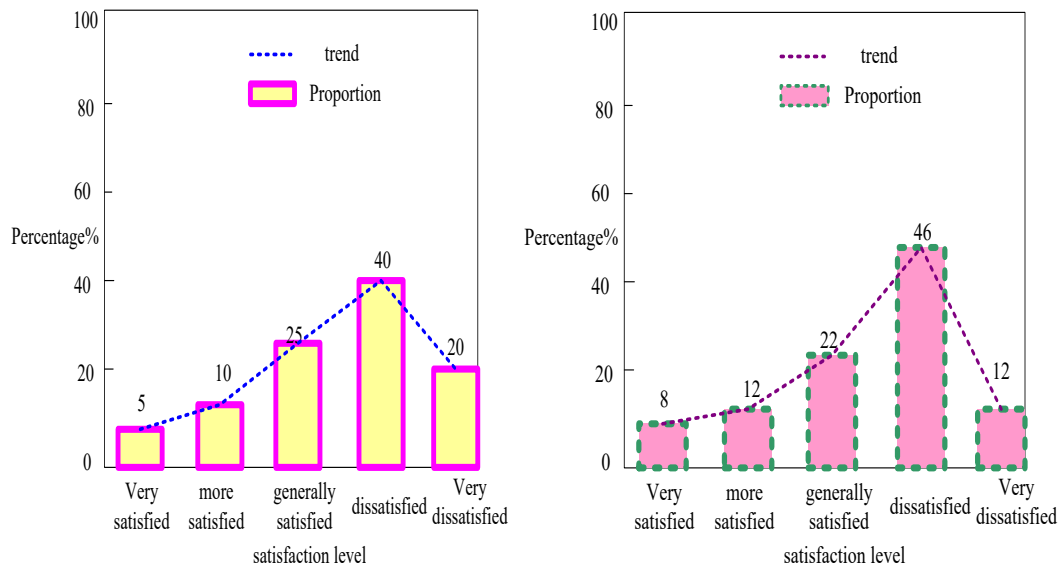 100
80
60
Percentage%
40
20
0
trend
Proportion
5
10
25
40
20
Very
satisfied
more
satisfied
generally
satisfied
dissatisfied
Very
dissatisfied
satisfaction level
100
80
60
Percentage%
40
20
0
trend
Proportion
8
12
22
46
12
Very
satisfied
more
satisfied
generally
satisfied
dissatisfied
Very
dissatisfied
satisfaction level